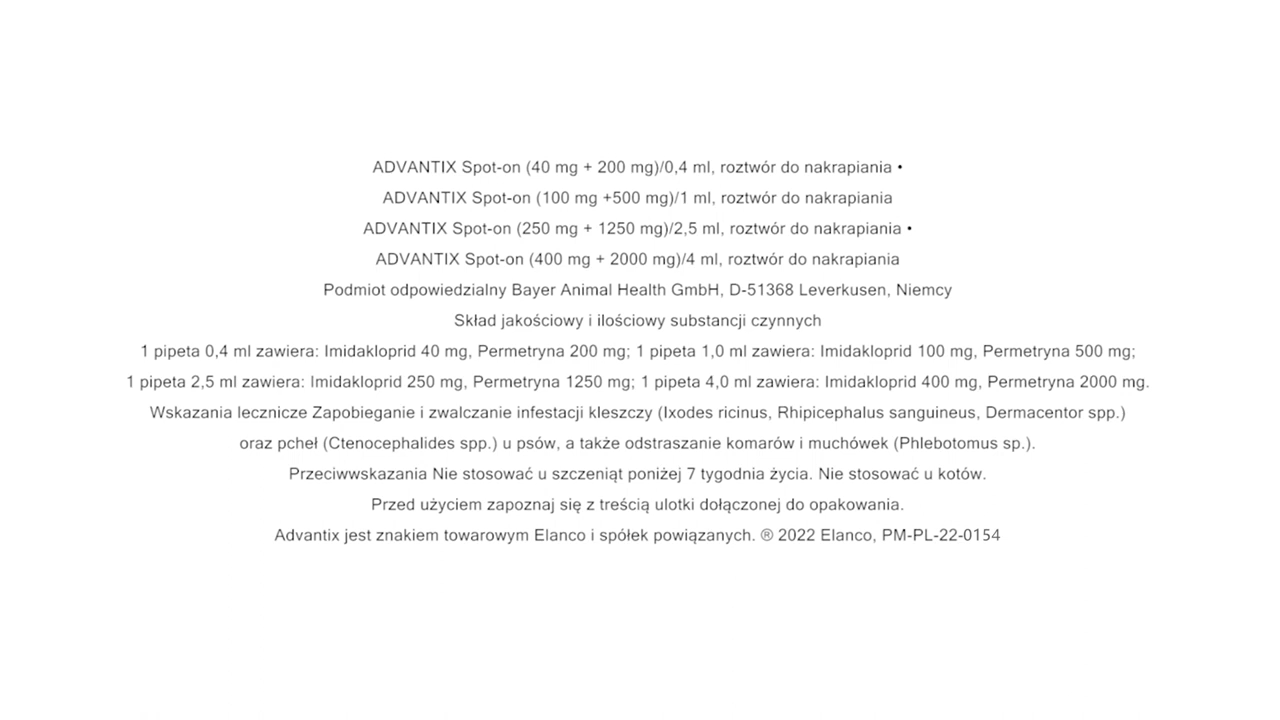 ADVANTIX Spot-on (40 mg + 200 mg)/0,4 ml, roztwór do nakrapiania •
ADVANTIX Spot-on (100 mg +500 mg)/1 ml, roztwór do nakrapiania
ADVANTIX Spot-on (250 mg + 1250 mg)/2,5 ml, roztwór do nakrapiania •
ADVANTIX Spot-on (400 mg + 2000 mg)/4 ml, roztwór do nakrapiania
Podmiot odpowiedzialny Bayer Animal Health GmbH, D-51368 Leverkusen, Niemcy
Skład jakościowy i ilościowy substancji czynnych
1 pipeta 0,4 ml zawiera: Imidakloprid 40 mg, Permetryna 200 mg; 1 pipeta 1,0 ml zawiera: Imidakloprid 100 mg, Permetryna 500 mg;
1 pipeta 2,5 ml zawiera: Imidakloprid 250 mg, Permetryna 1250 mg; 1 pipeta 4,0 ml zawiera: Imidakloprid 400 mg, Permetryna 2000 mg.
Wskazania lecznicze Zapobieganie i zwalczanie infestacji kleszczy (Ixodes ricinus, Rhipicephalus sanguineus, Dermacentor spp.)
oraz pcheł (Ctenocephalides spp.) u psów, a także odstraszanie komarów i muchówek (Phlebotomus sp.).
Przeciwwskazania Nie stosować u szczeniąt poniżej 7 tygodnia życia. Nie stosować u kotów.
Przed użyciem zapoznaj się z treścią ulotki dołączonej do opakowania.
Advantix jest znakiem towarowym Elanco i spółek powiązanych. ® 2022 Elanco, PM-PL-22-0154